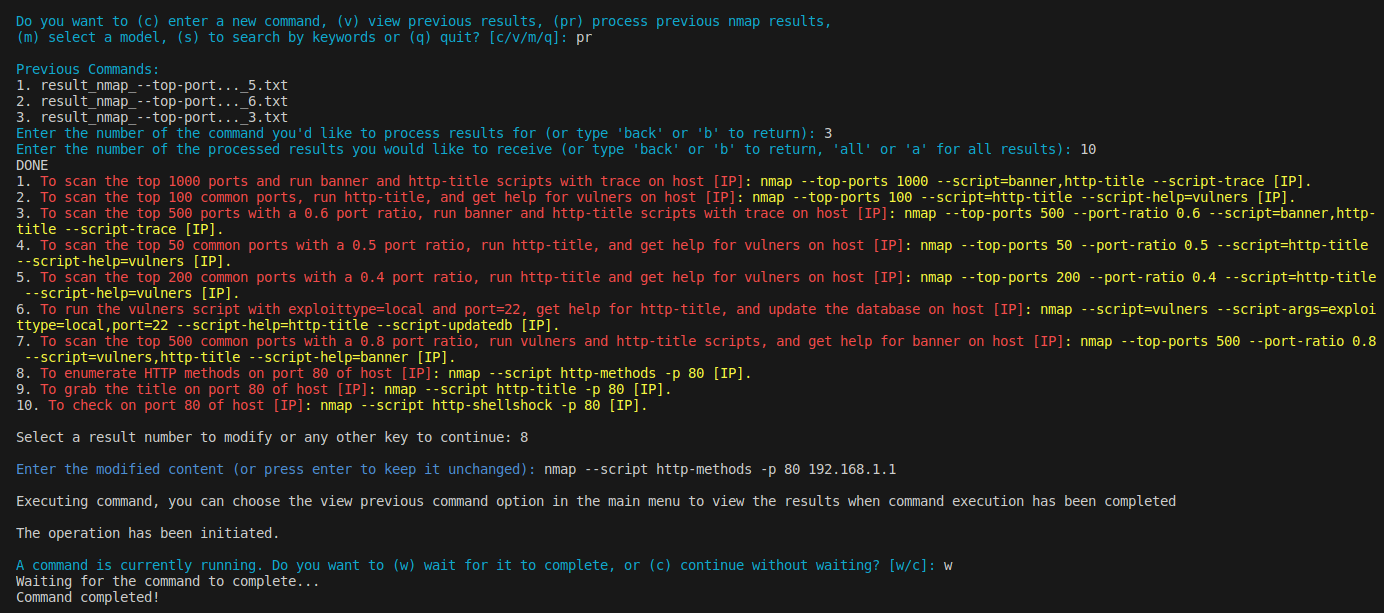 Do you want to (c) enter a new command, (v) view previous results, (pr) process previous nmap results,
(m) select a model, (s) to search by keywords or (q) quit? [c/v/m/q]: pr
Previous Commands:
1. result_nmap_--top-port..._5.txt
2. result_nmap_--top-port..._6.txt
3. result_nmap_--top-port..._3.txt
Enter the number of the command you'd like to process results for (or type 'back' or 'b' to return): 3
Enter the number of the processed results you would like to receive (or type 'back' or 'b' to return, 'all' or 'a' for all results): 10
DONE
1. To scan the top 1000 ports and run banner and http-title scripts with trace on host [IP]: nmap --top-ports 1000 --script=banner,http-title --script-trace [IP].
2. To scan the top 100 common ports, run http-title, and get help for vulners on host [IP]: nmap --top-ports 100 --script=http-title --script-help=vulners [IP].
3. To scan the top 500 ports with a 0.6 port ratio, run banner and http-title scripts with trace on host [IP]: nmap --top-ports 500 --port-ratio 0.6 --script=banner,http-
title --script-trace [IP].
4. To scan the top 50 common ports with a 0.5 port ratio, run http-title, and get help for vulners on host [IP]: nmap --top-ports 50 --port-ratio 0.5 --script=http-title
--script-help=vulners [IP].
5. To scan the top 200 common ports with a 0.4 port ratio, run http-title and get help for vulners on host [IP]: nmap --top-ports 200 --port-ratio 0.4 --script=http-title
 --script-help=vulners [IP].
6. To run the vulners script with exploittype=local and port=22, get help for http-title, and update the database on host [IP]: nmap --script=vulners --script-args=exploi
ttype=local,port=22 --script-help=http-title --script-updatedb [IP].
7. To scan the top 500 common ports with a 0.8 port ratio, run vulners and http-title scripts, and get help for banner on host [IP]: nmap --top-ports 500 --port-ratio 0.8
 --script=vulners,http-title --script-help=banner [IP].
8. To enumerate HTTP methods on port 80 of host [IP]: nmap --script http-methods -p 80 [IP].
9. To grab the title on port 80 of host [IP]: nmap --script http-title -p 80 [IP].
10. To check on port 80 of host [IP]: nmap --script http-shellshock -p 80 [IP].
Select a result number to modify or any other key to continue: 8
Enter the modified content (or press enter to keep it unchanged): nmap --script http-methods -p 80 192.168.1.1
Executing command, you can choose the view previous command option in the main menu to view the results when command execution has been completed
The operation has been initiated.
A command is currently running. Do you want to (w) wait for it to complete, or (c) continue without waiting? [w/c]: w
Waiting for the command to complete...
Command completed!